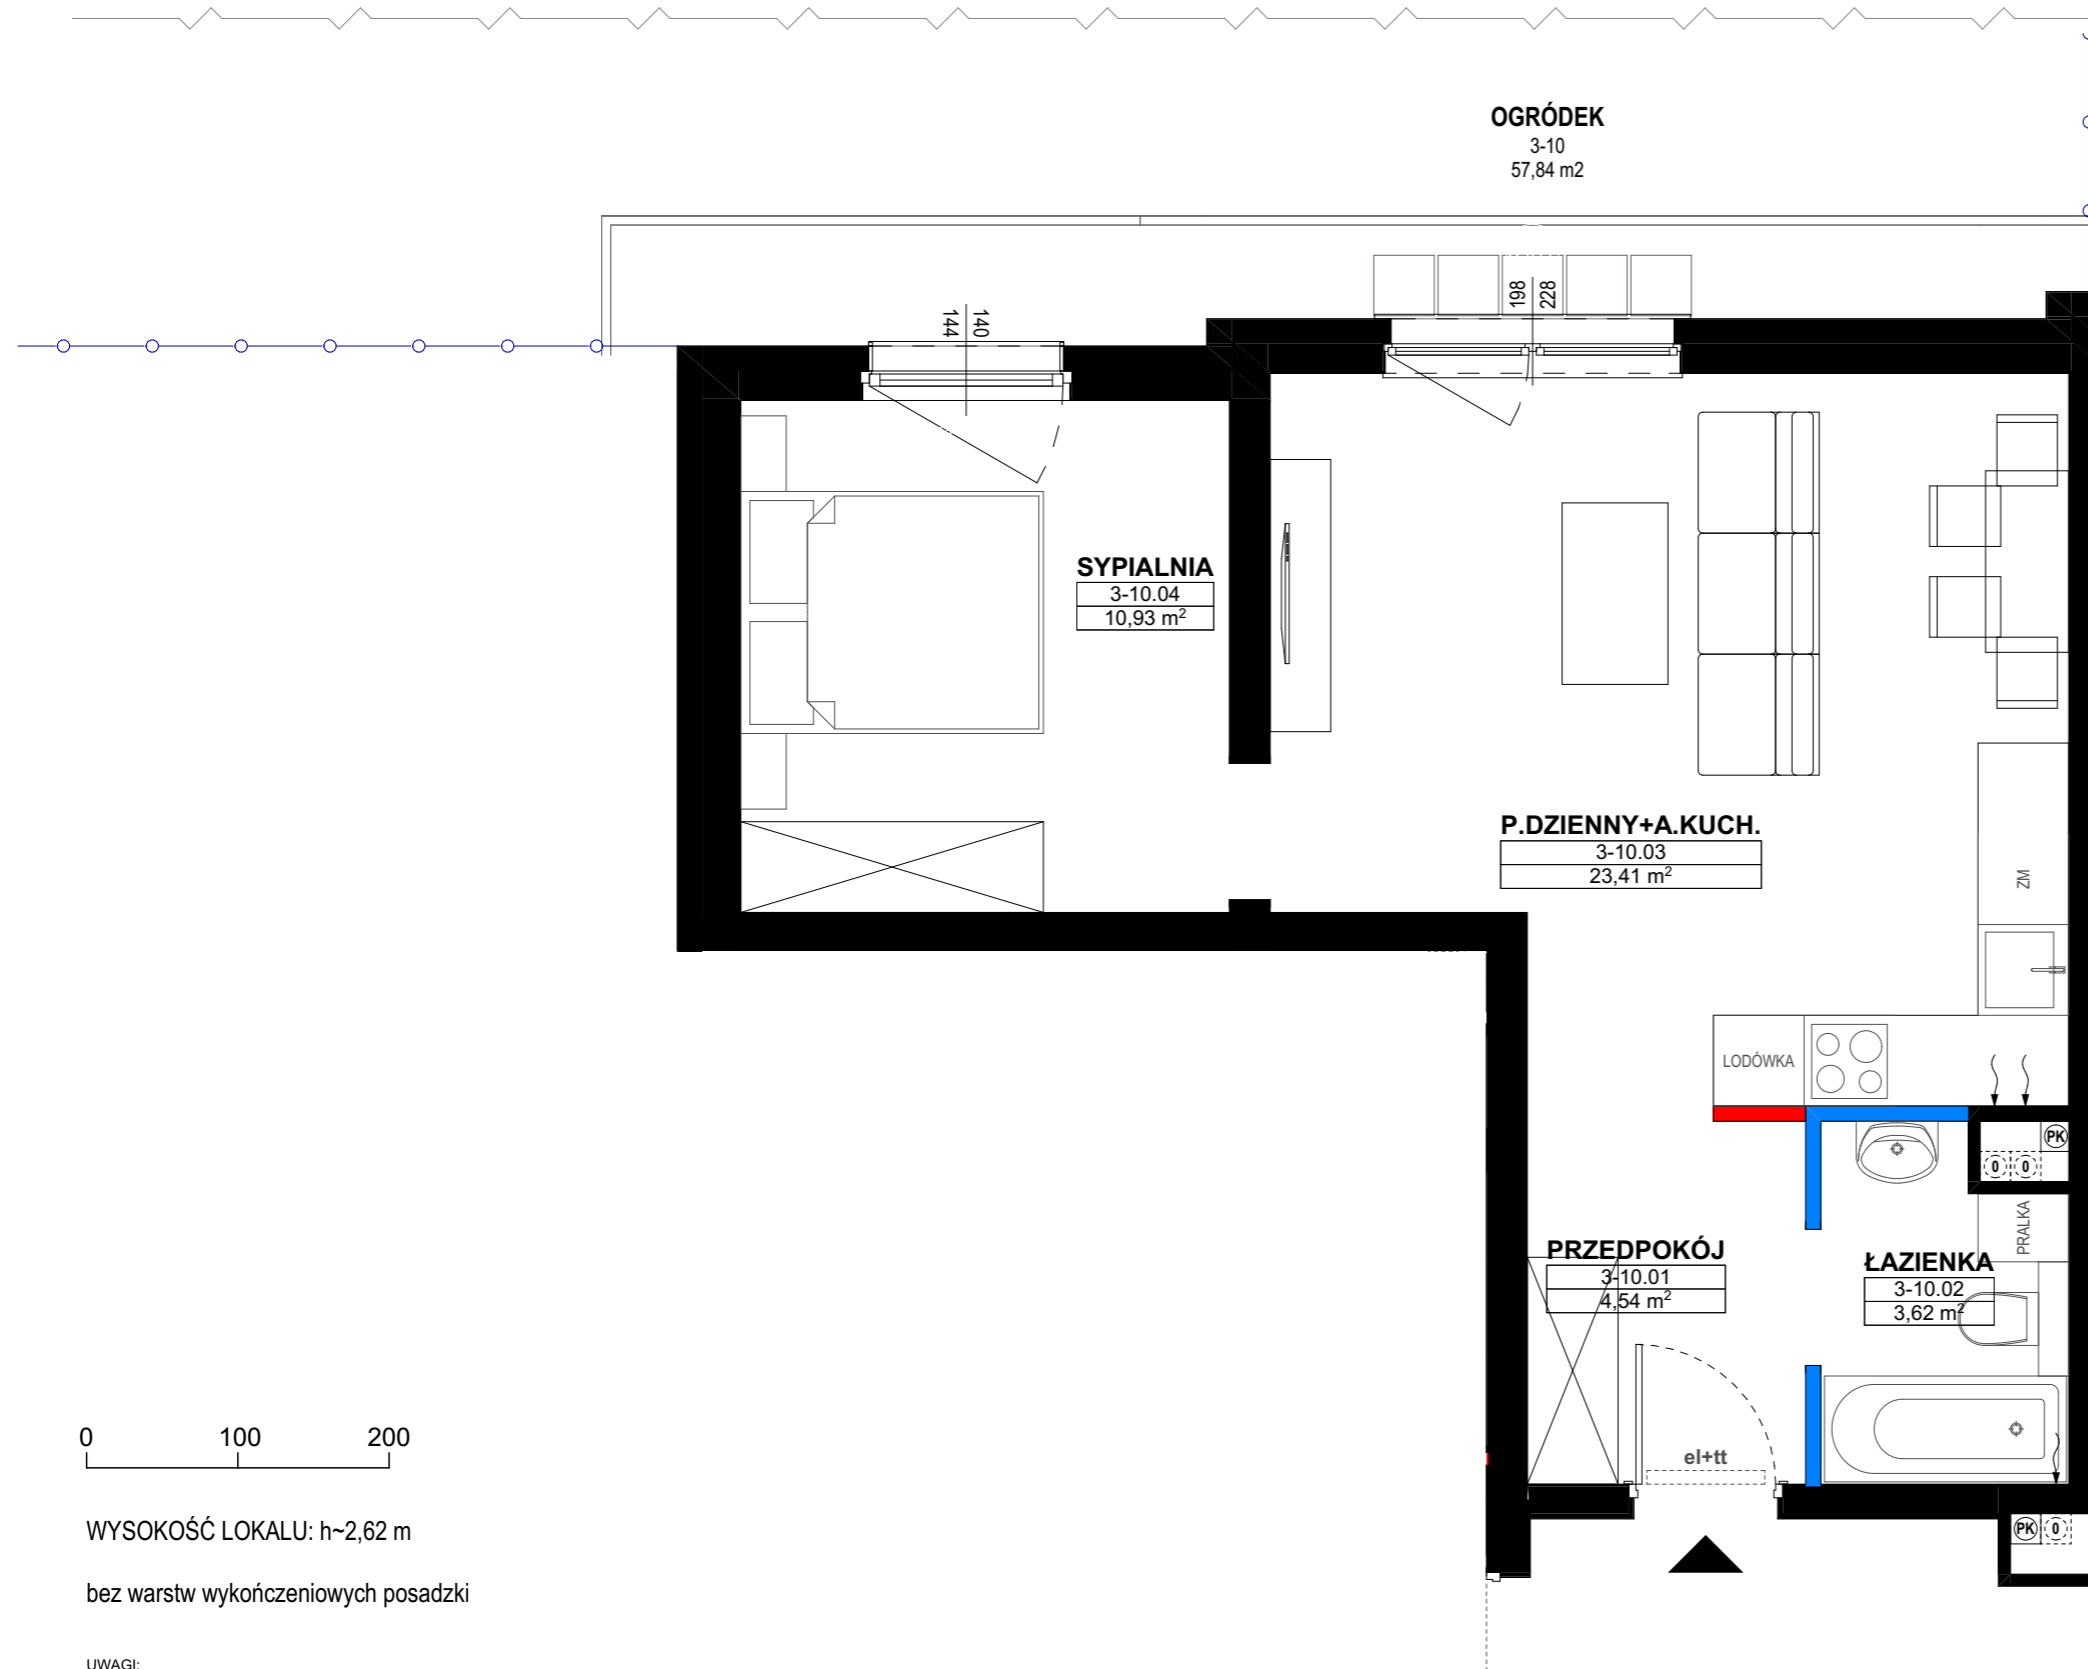 OGRÓDEK
3-10
57,84 m2
144
140
198
228
SYPIALNIA
3-10.04
10,93 m²
P.DZIENNY+A.KUCH.
3-10.03
23,41 m²
ZM
LODÓWKA
PK
0 0
PRALKA
PRZEDPOKÓJ
3-10.01
4,54 m²
ŁAZIENKA
3-10.02
3,62 m²
el+tt
PK 0
0 100 200
WYSOKOŚĆ LOKALU: h~2,62 m
bez warstw wykończeniowych posadzki
UWAGI: